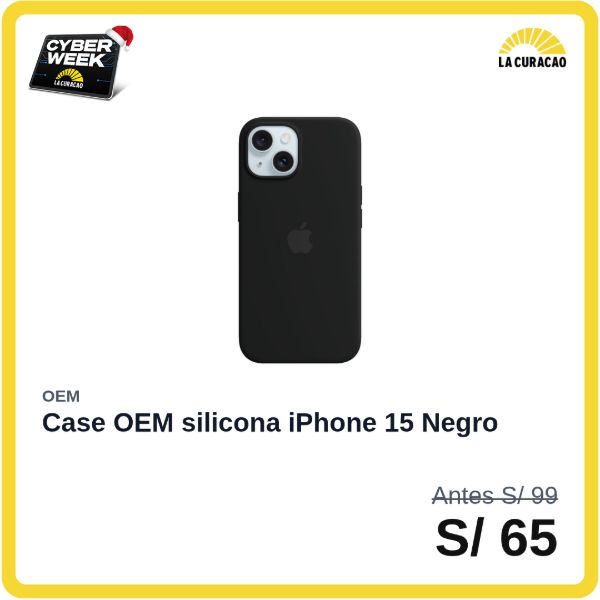 CYBER
WEEK
LA CURACAO
LA CURACAO
OEM
Case OEM silicona iPhone 15 Negro
Antes S/ 99
S/ 65